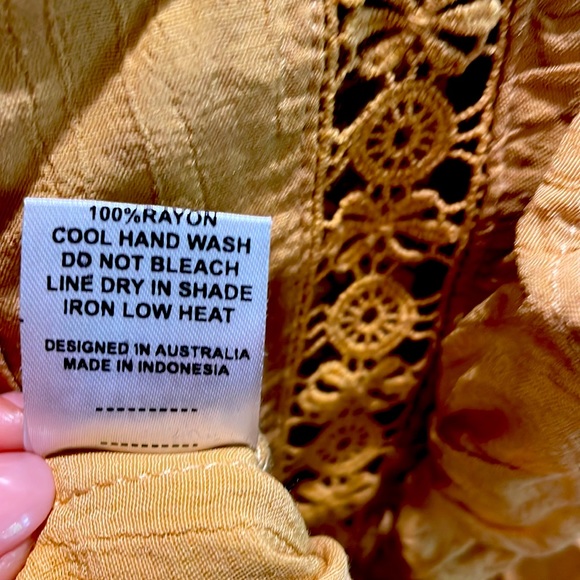 100%RAYON
COOL HAND WASH
DO NOT BLEACH
LINE DRY IN SHADE
IRON LOW HEAT
DESIGNED IN AUSTRALIA
MADE IN INDONESIA